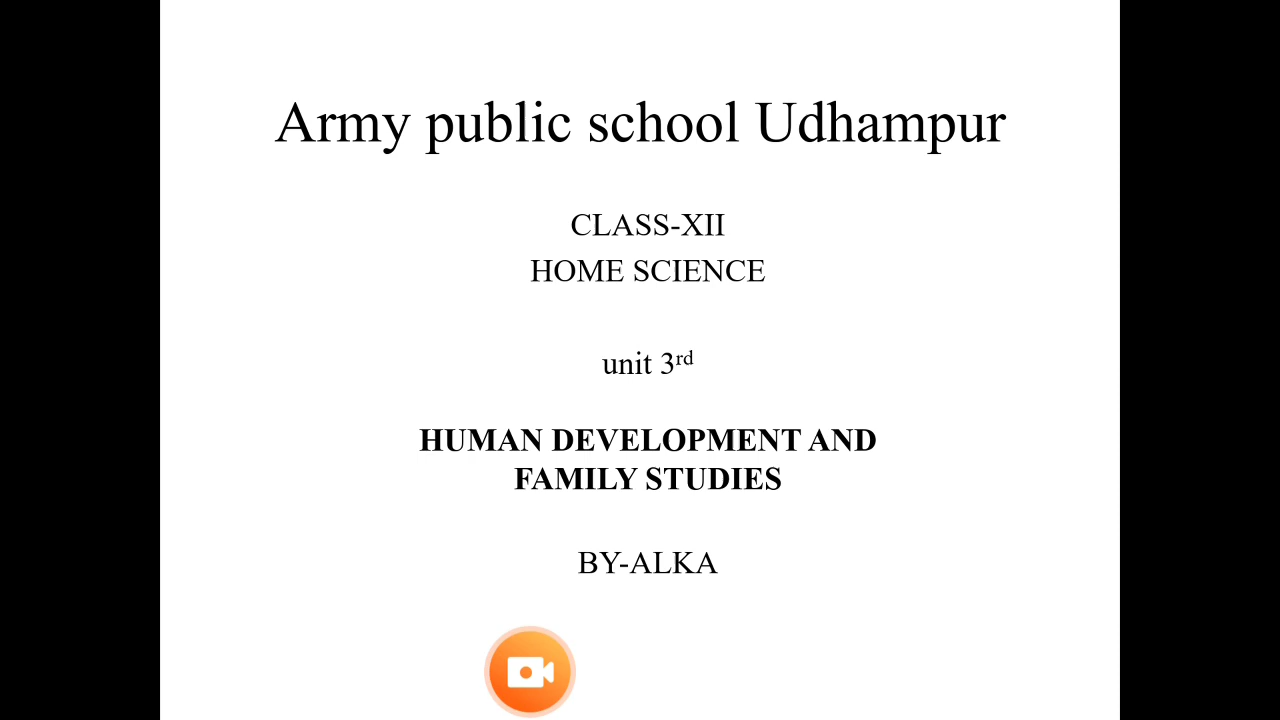 Army public school Udhampur
CLASS-XII
HOME SCIENCE
unit 3rd
HUMAN DEVELOPMENT AND
FAMILY STUDIES
BY-ALKA